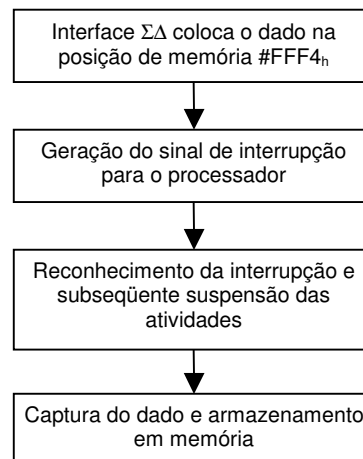 Interface ΣΔ coloca o dado na
posição de memória #FFF4h
Geração do sinal de interrupção
para o processador
Reconhecimento da interrupção e
subseqüente suspensão das
atividades
Captura do dado e armazenamento
em memória